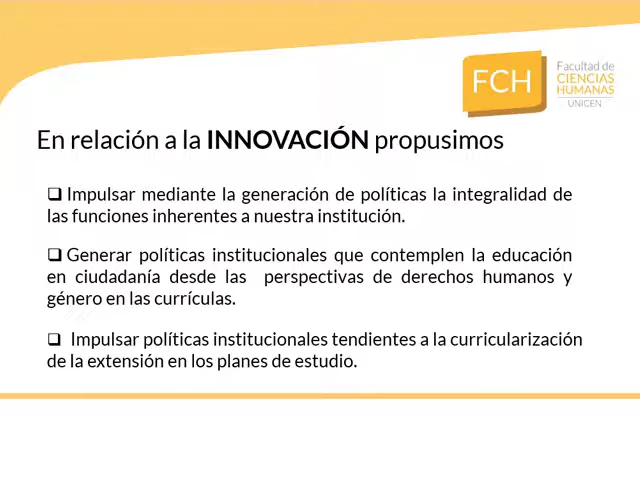 FCH
Facultad de
CIENCIAS
HUMANAS
UNICEN
En relación a la INNOVACIÓN propusimos
❑ Impulsar mediante la generación de políticas la integralidad de
las funciones inherentes a nuestra institución.
❑ Generar políticas institucionales que contemplen la educación
en ciudadanía desde las perspectivas de derechos humanos y
género en las currículas.
❑ Impulsar políticas institucionales tendientes a la curricularización
de la extensión en los planes de estudio.